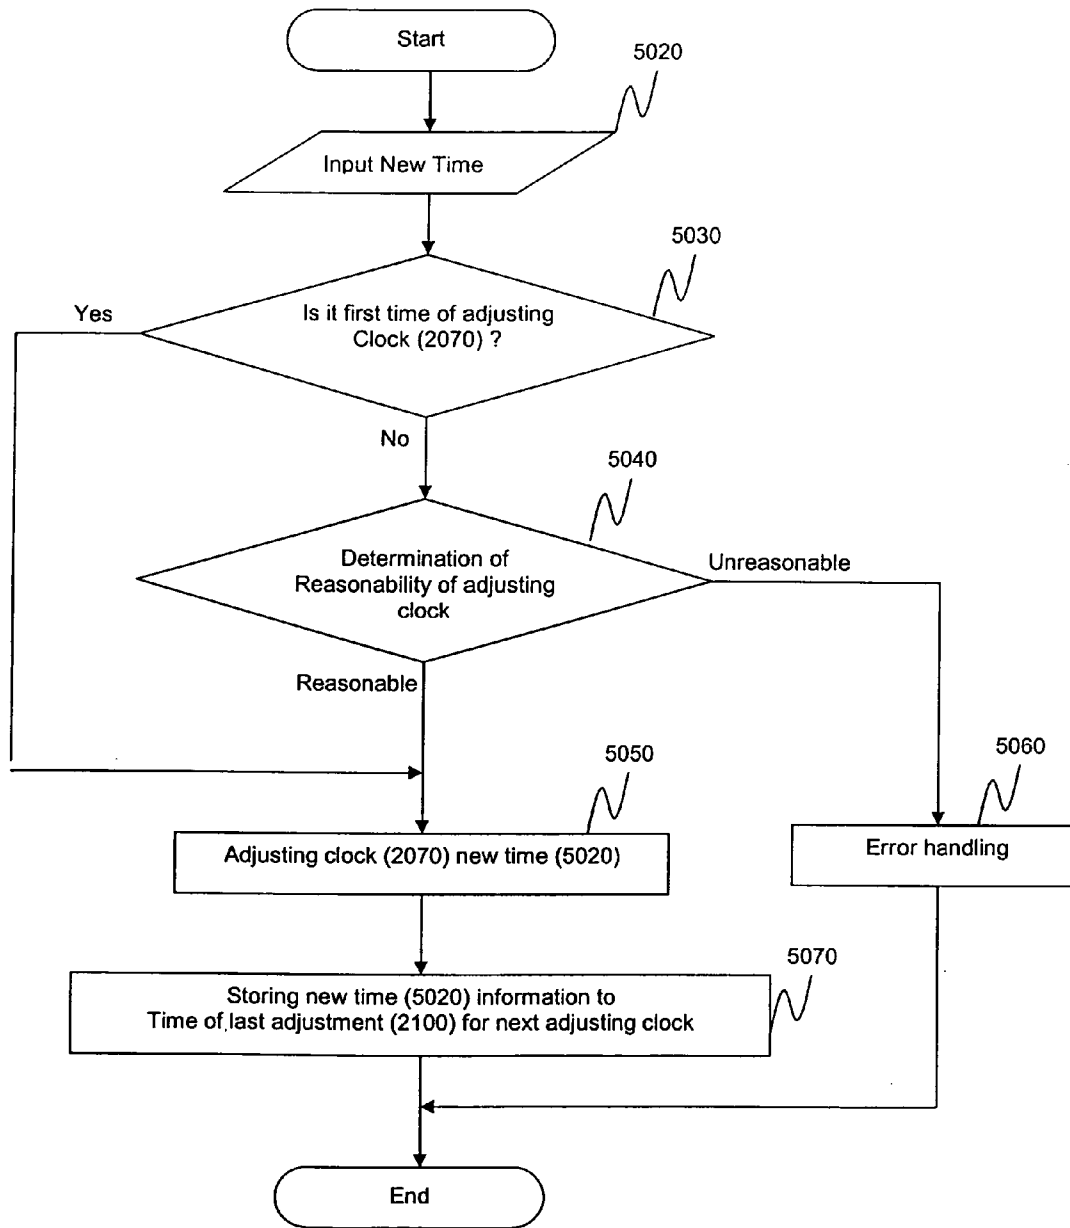 Start
5020
Input New Time
5030
Yes
Is it first time of adjusting
Clock (2070) ?
No
5040
Determination of
Reasonability of adjusting
clock
Unreasonable
Reasonable
5050
5060
Adjusting clock (2070) new time (5020)
Error handling
5070
Storing new time (5020) information to
Time of last adjustment (2100) for next adjusting clock
End